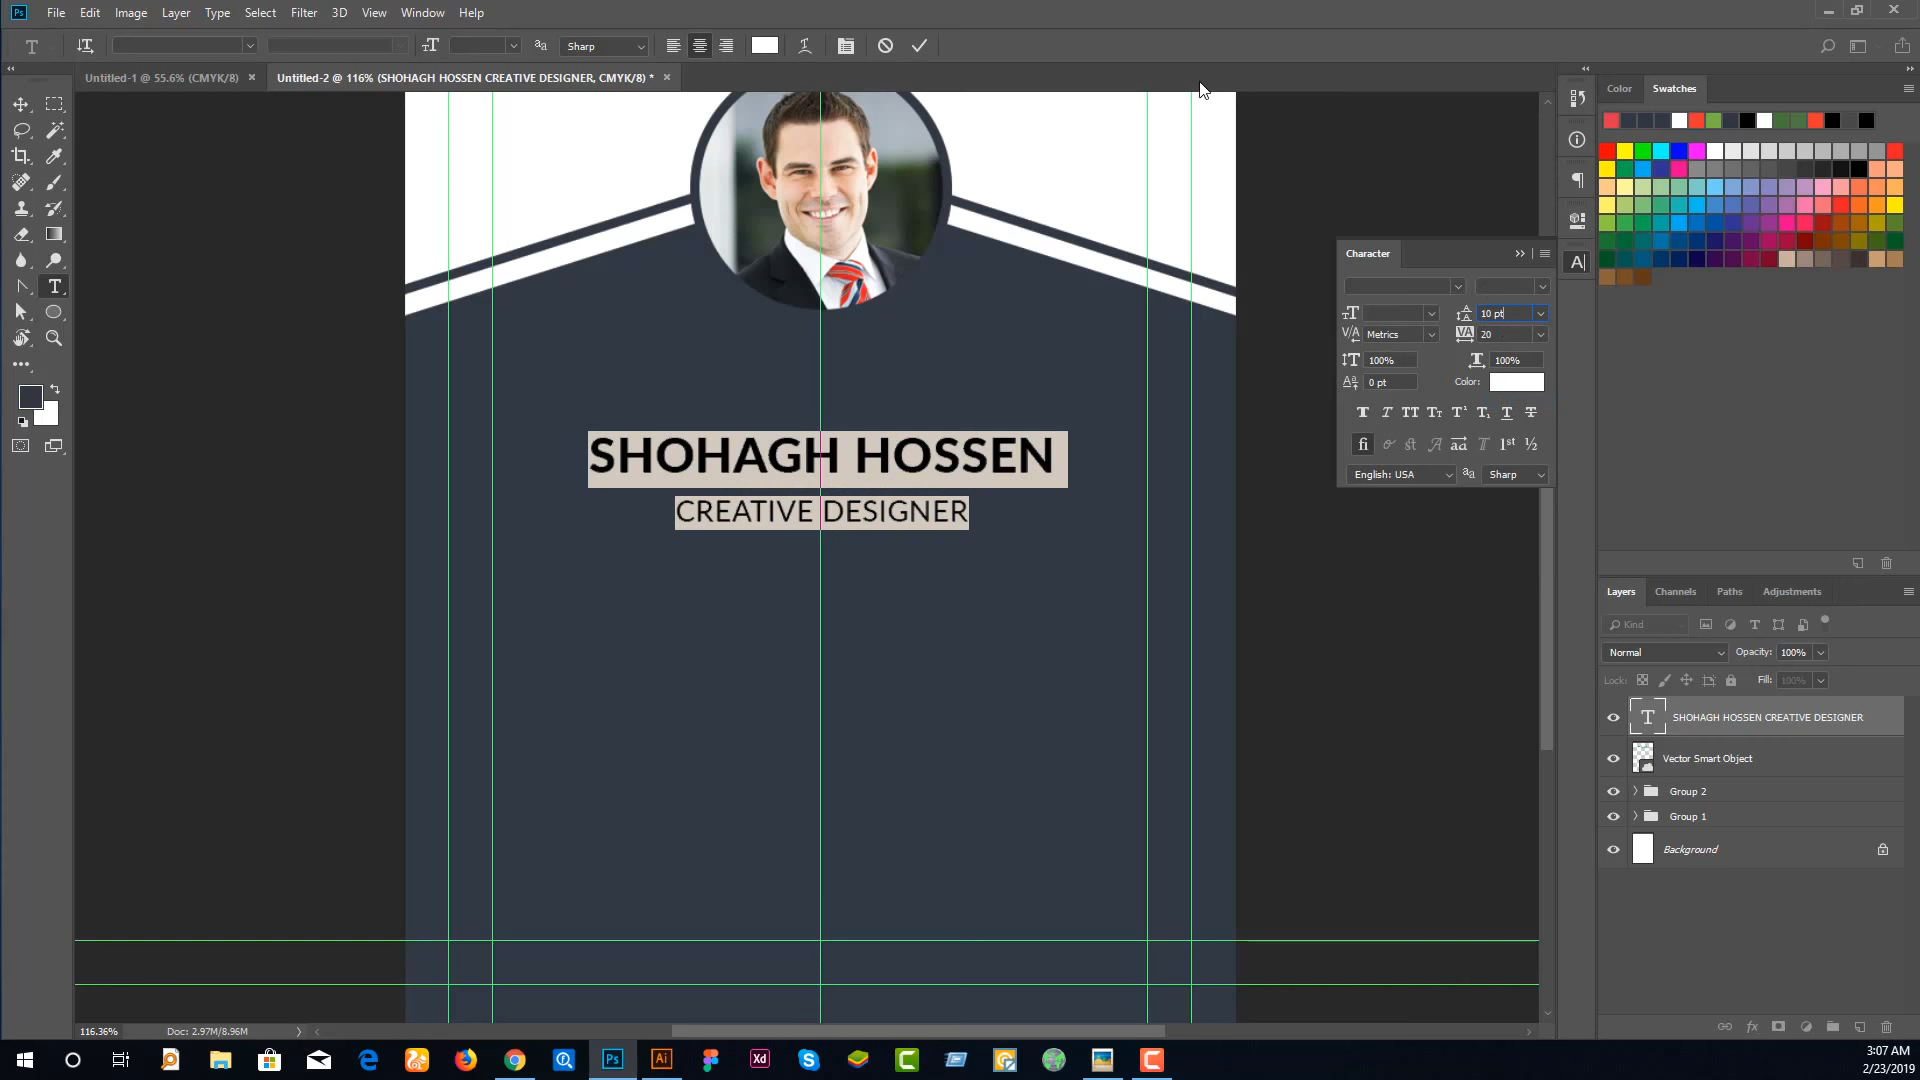 Ps File Edit Image Layer Type Select Filter 3D View Window Help
Sharp
Untitled-1 @ 55.6% (CMYK/8) × Untitled-2 @ 116% (SHOHAGH HOSSEN CREATIVE DESIGNER, CMYK/8) * ×
Color Swatches
Character
10 pt
Metrics 20
100% 100%
0 pt Color:
English: USA Sharp
SHOHAGH HOSSEN
CREATIVE DESIGNER
Layers Channels Paths Adjustments
Kind
Normal Opacity: 100%
Lock: Fill: 100%
SHOHAGH HOSSEN CREATIVE DESIGNER
Vector Smart Object
Group 2
Group 1
Background
116.36% Doc: 2.97M/8.96M
Ps Ai Xd
3:07 AM
2/23/2019